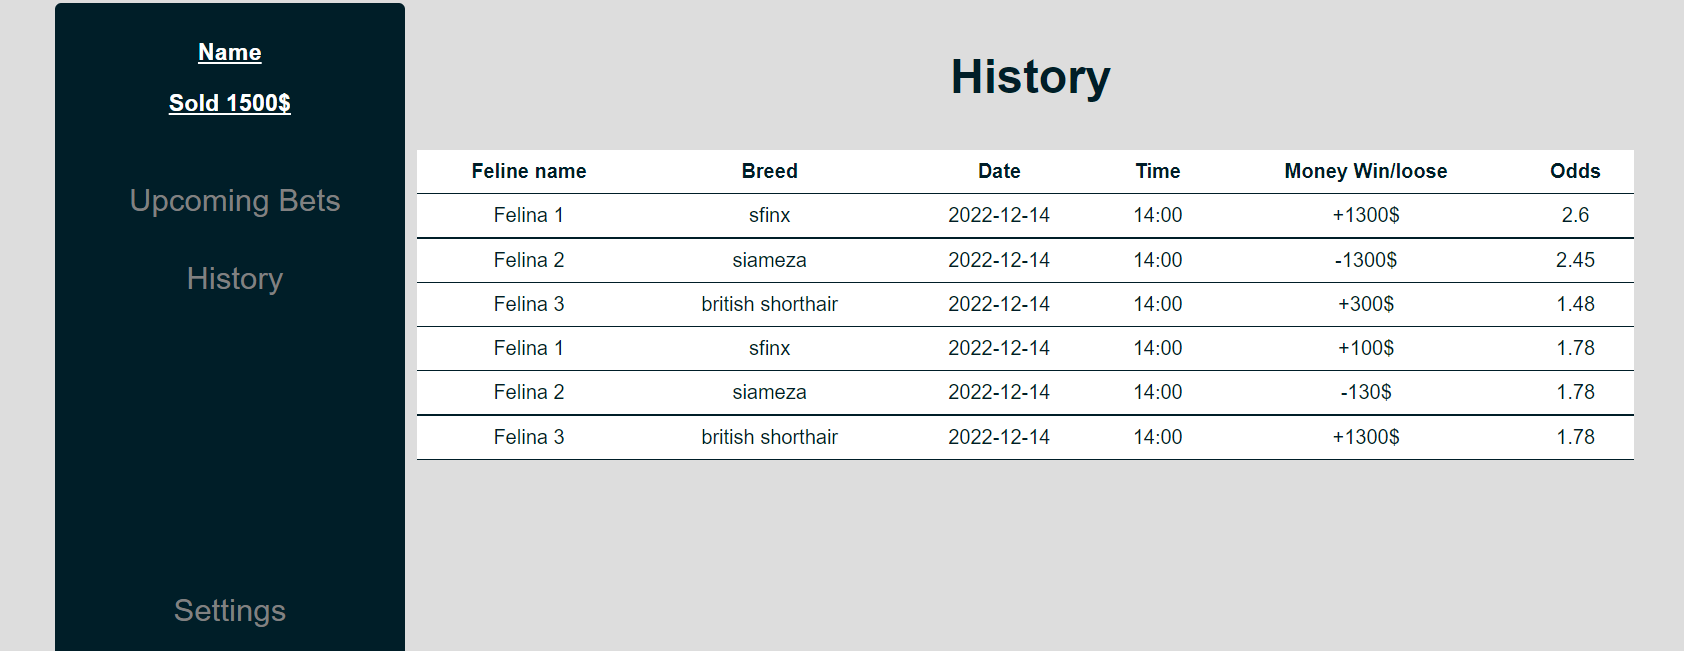 Name
Sold 1500$
Upcoming Bets
History
Settings
History
Feline name Breed Date Time Money Win/loose Odds
Felina 1 sfinx 2022-12-14 14:00 +1300$ 2.6
Felina 2 siameza 2022-12-14 14:00 -1300$ 2.45
Felina 3 british shorthair 2022-12-14 14:00 +300$ 1.48
Felina 1 sfinx 2022-12-14 14:00 +100$ 1.78
Felina 2 siameza 2022-12-14 14:00 -130$ 1.78
Felina 3 british shorthair 2022-12-14 14:00 +1300$ 1.78